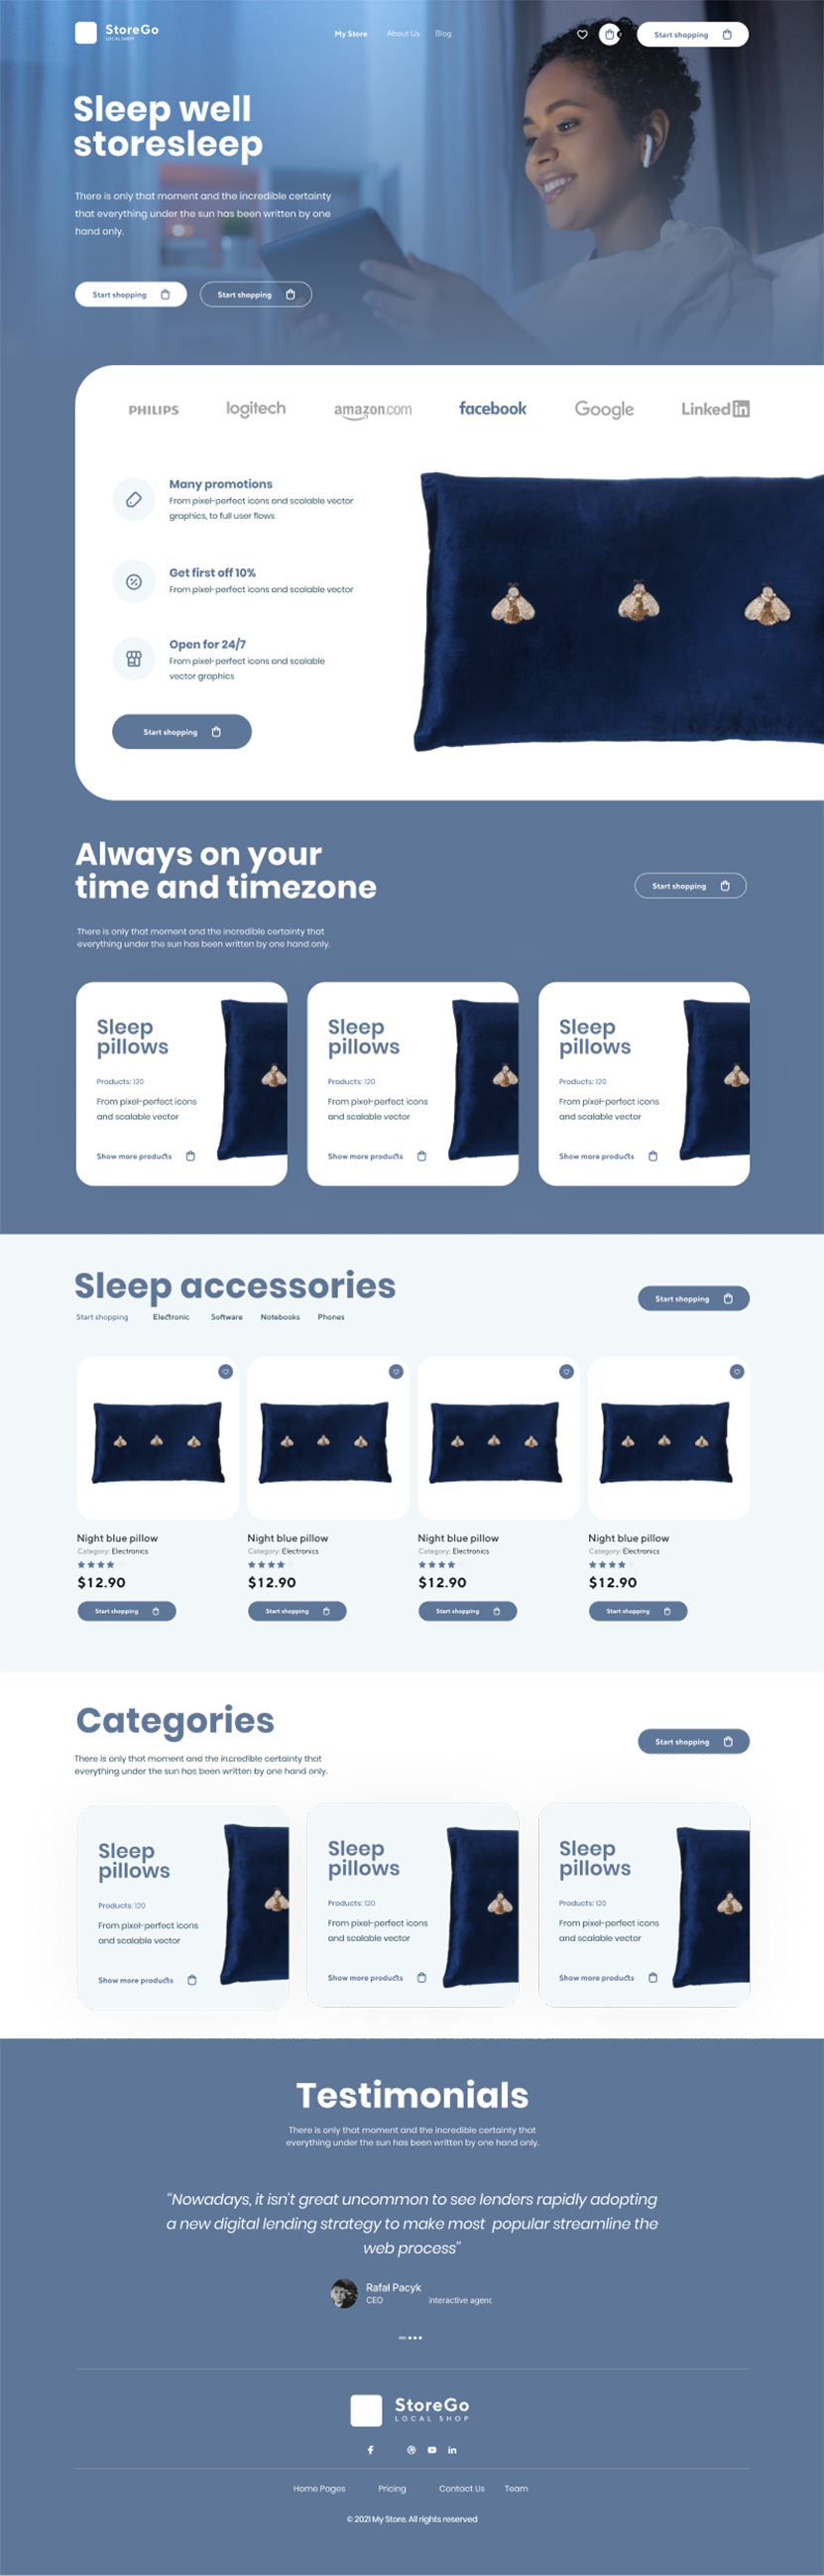 StoreGo
LOCAL SHOP
My Store About Us Blog
Start shopping
Sleep well
storesleep
There is only that moment and the incredible certainty
that everything under the sun has been written by one
hand only.
Start shopping Start shopping
PHILIPS logitech amazon.com facebook Google Linked in
Many promotions
From pixel-perfect icons and scalable vector
graphics, to full user flows
Get first off 10%
From pixel-perfect icons and scalable vector
Open for 24/7
From pixel-perfect icons and scalable
vector graphics
Start shopping
Always on your
time and timezone
Start shopping
There is only that moment and the incredible certainty that
everything under the sun has been written by one hand only.
Sleep
pillows
Products: 120
From pixel-perfect icons
and scalable vector
Show more products
Sleep
pillows
Products: 120
From pixel-perfect icons
and scalable vector
Show more products
Sleep
pillows
Products: 120
From pixel-perfect icons
and scalable vector
Show more products
Sleep accessories
Start shopping
Start shopping Electronic Software Notebooks Phones
Night blue pillow
Category: Electronics
$12.90
Start shopping
Night blue pillow
Category: Electronics
$12.90
Start shopping
Night blue pillow
Category: Electronics
$12.90
Start shopping
Night blue pillow
Category: Electronics
$12.90
Start shopping
Categories
Start shopping
There is only that moment and the incredible certainty that
everything under the sun has been written by one hand only.
Sleep
pillows
Products: 120
From pixel-perfect icons
and scalable vector
Show more products
Sleep
pillows
Products: 120
From pixel-perfect icons
and scalable vector
Show more products
Sleep
pillows
Products: 120
From pixel-perfect icons
and scalable vector
Show more products
Testimonials
There is only that moment and the incredible certainty that
everything under the sun has been written by one hand only.
“Nowadays, it isn’t great uncommon to see lenders rapidly adopting
a new digital lending strategy to make most popular streamline the
web process”
Rafał Pacyk
CEO interactive agenc
StoreGo
LOCAL SHOP
Home Pages Pricing Contact Us Team
© 2021 My Store. All rights reserved